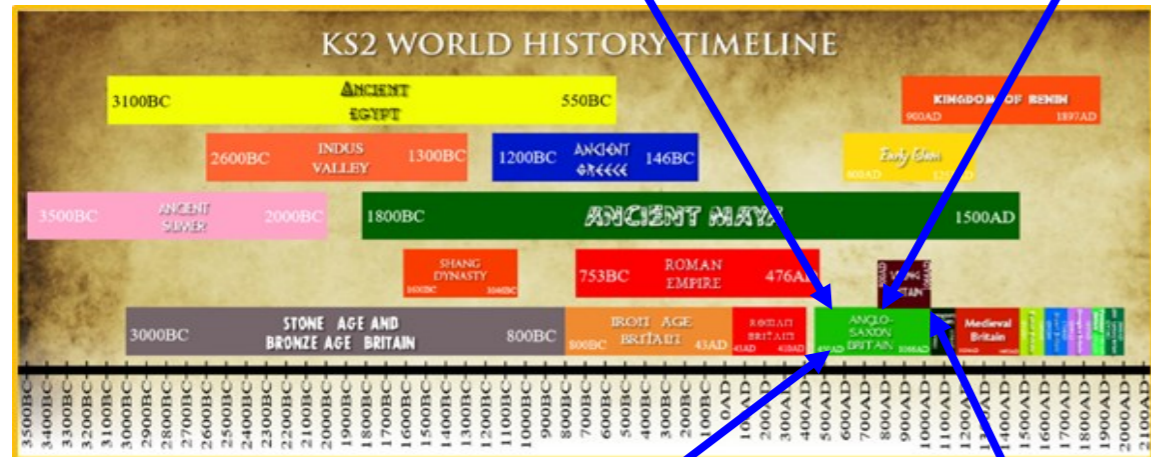 KS2 WORLD HISTORY TIMELINE
3100BC
ANCIENT
EGYPT
550BC
KINGDOM OF BENIN
900AD
1897AD
2600BC
INDUS
VALLEY
1300BC
1200BC
ANCIENT
GREECE
146BC
Early Islam
3500BC
ANCIENT
SUMER
2000BC
1800BC
ANCIENT MAYA
1500AD
SHANG
DYNASTY
1600BC
1046BC
753BC
ROMAN
EMPIRE
476AD
3000BC
STONE AGE AND
BRONZE AGE BRITAIN
800BC
IRON AGE
BRITAIN
800BC
43AD
ROMAN
BRITAIN
43AD
410AD
ANGLO-
SAXON
BRITAIN
1066AD
Medieval
Britain
3500BC
3400BC
3300BC
3200BC
3000BC
2900BC
2800BC
2600BC
2500BC
2400BC
2200BC
2100BC
2000BC
1900BC
1800BC
1700BC
1600BC
1500BC
1400BC
1200BC
1100BC
1000BC
900BC
800BC
700BC
600BC
500BC
400BC
300BC
200BC
100BC
0AD
100AD
200AD
300AD
400AD
500AD
600AD
700AD
800AD
900AD
1000AD
1100AD
1200AD
1300AD
1400AD
1500AD
1600AD
1700AD
1800AD
1900AD
2000AD
2100AD